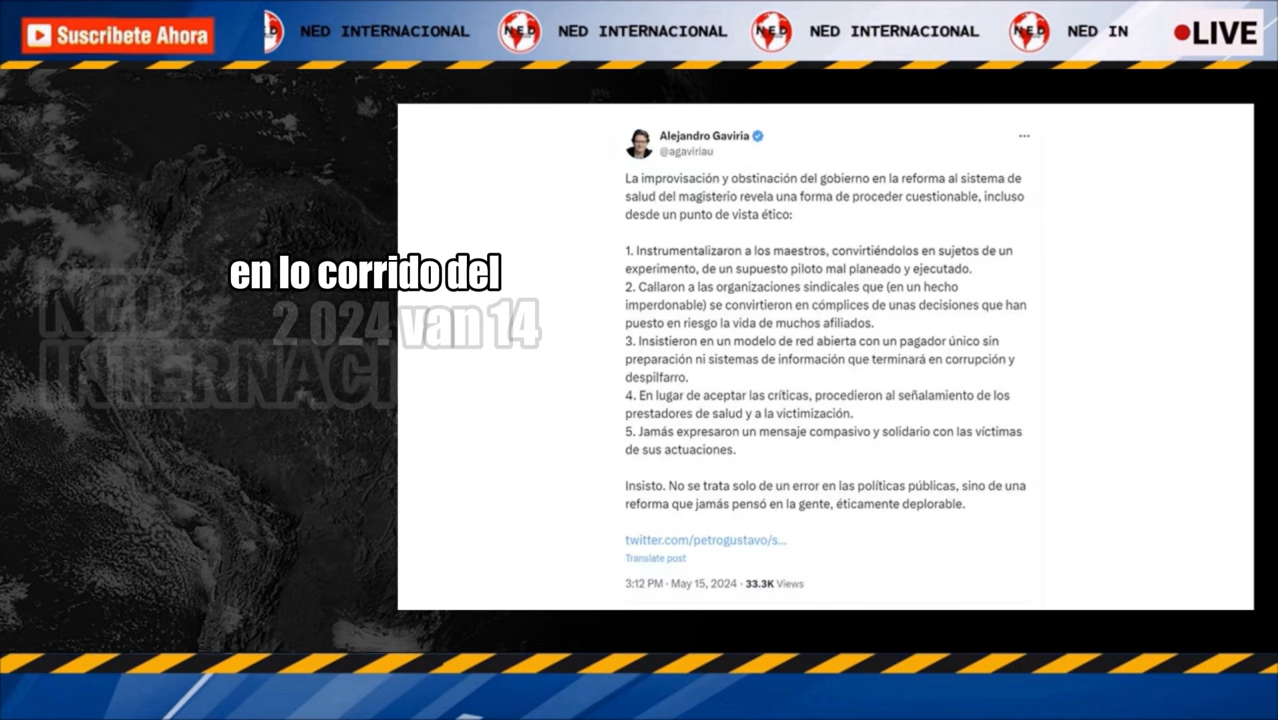 Suscribete Ahora
NED INTERNACIONAL
NED
NED INTERNACIONAL
NED
NED INTERNACIONAL
NED
NED IN
LIVE
Alejandro Gaviria
@agaviriau
La improvisación y obstinación del gobierno en la reforma al sistema de
salud del magisterio revela una forma de proceder cuestionable, incluso
desde un punto de vista ético:
1. Instrumentalizaron a los maestros, convirtiéndolos en sujetos de un
experimento, de un supuesto piloto mal planeado y ejecutado.
2. Callaron a las organizaciones sindicales que (en un hecho
imperdonable) se convirtieron en cómplices de unas decisiones que han
puesto en riesgo la vida de muchos afiliados.
3. Insistieron en un modelo de red abierta con un pagador único sin
preparación ni sistemas de información que terminará en corrupción y
despilfarro.
4. En lugar de aceptar las críticas, procedieron al señalamiento de los
prestadores de salud y a la victimización.
5. Jamás expresaron un mensaje compasivo y solidario con las víctimas
de sus actuaciones.
Insisto. No se trata solo de un error en las políticas públicas, sino de una
reforma que jamás pensó en la gente, éticamente deplorable.
twitter.com/petrogustavo/s...
Translate post
3:12 PM · May 15, 2024 · 33.3K Views
en lo corrido del
2 024 van 14
NED
INTERNACI